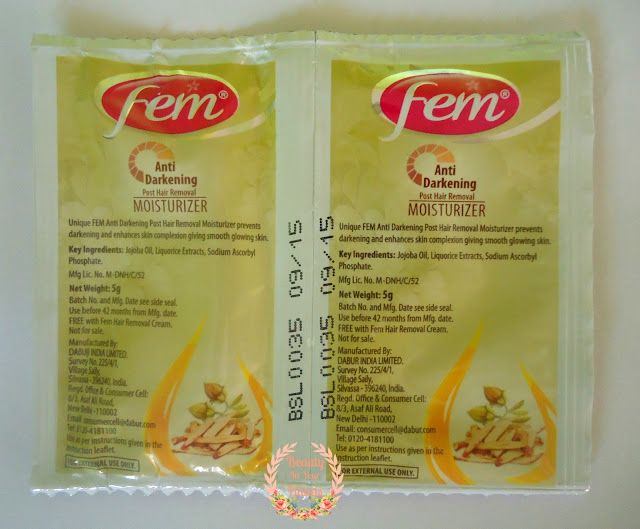 fem®
Anti
Darkening
Post Hair Removal
MOISTURIZER
Unique FEM Anti Darkening Post Hair Removal Moisturizer prevents
darkening and enhances skin complexion giving smooth glowing skin.
Key Ingredients: Jojoba Oil, Liquorice Extracts, Sodium Ascorbyl
Phosphate.
Mfg Lic. No. M-DNH/C/52
Net Weight: 5g
Batch No. and Mfg. Date see side seal.
Use before 42 months from Mfg. date.
FREE with Fem Hair Removal Cream.
Not for sale.
Manufactured By:
DABUR INDIA LIMITED.
Survey No. 225/4/1,
Village Saily,
Silvassa -396240, India.
Regd. Office & Consumer Cell:
8/3, Asaf Ali Road,
New Delhi -110002
Email: consumercell@dabur.com
Tel: 0120-4181100
Use as per instructions given in the
instruction leaflet.
FOR EXTERNAL USE ONLY.
BSL0035 09/15
BSL0035 09/15
fem®
Anti
Darkening
Post Hair Removal
MOISTURIZER
Unique FEM Anti Darkening Post Hair Removal Moisturizer prevents
darkening and enhances skin complexion giving smooth glowing skin.
Key Ingredients: Jojoba Oil, Liquorice Extracts, Sodium Ascorbyl
Phosphate.
Mfg Lic. No. M-DNH/C/52
Net Weight: 5g
Batch No. and Mfg. Date see side seal.
Use before 42 months from Mfg. date.
FREE with Fem Hair Removal Cream.
Not for sale.
Manufactured By:
DABUR INDIA LIMITED.
Survey No. 225/4/1,
Village Saily,
Silvassa -396240, India.
Regd. Office & Consumer Cell:
8/3, Asaf Ali Road,
New Delhi -110002
Email: consumercell@dabur.com
Tel: 0120-4181100
Use as per instructions given in the
instruction leaflet.
FOR EXTERNAL USE ONLY.
Beauty
In You